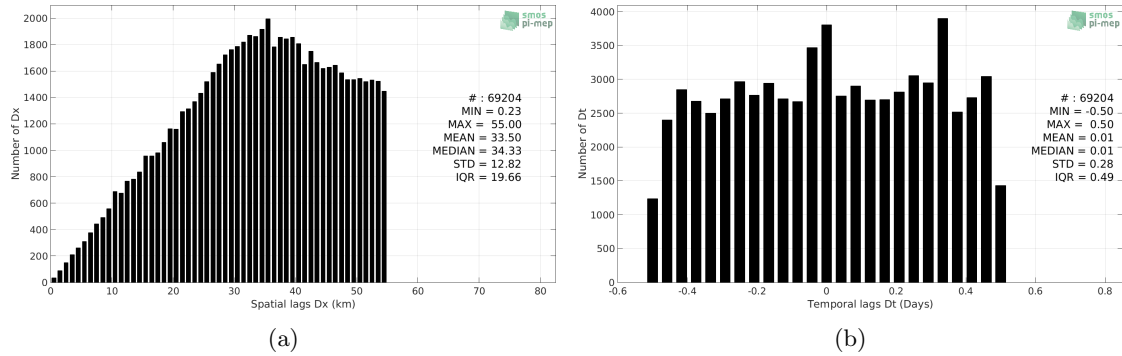 2000
1800
1600
1400
1200
1000
800
600
400
200
0
Number of Dx
0 10 20 30 40 50 60 70 80
Spatial lags Dx (km)
smos
pi-mep
# : 69204
MIN = 0.23
MAX = 55.00
MEAN = 33.50
MEDIAN = 34.33
STD = 12.82
IQR = 19.66
(a)
4000
3500
3000
2500
2000
1500
1000
500
0
Number of Dt
-0.6 -0.4 -0.2 0 0.2 0.4 0.6 0.8
Temporal lags Dt (Days)
smos
pi-mep
# : 69204
MIN = -0.50
MAX = 0.50
MEAN = 0.01
MEDIAN = 0.01
STD = 0.28
IQR = 0.49
(b)